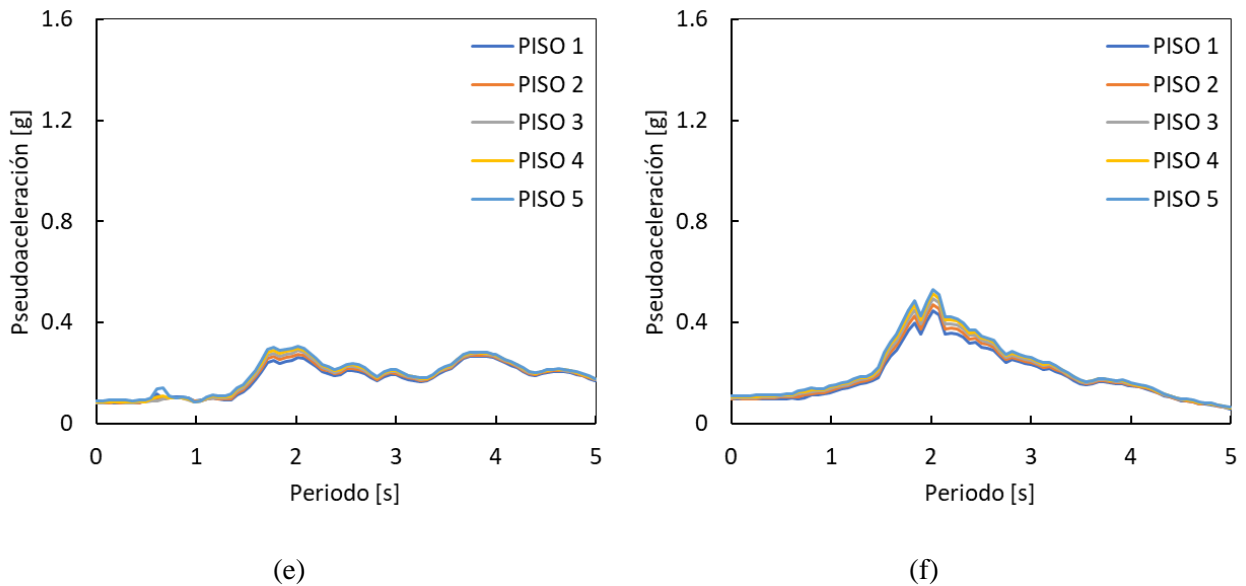 1.6
1.2
0.8
0.4
0
Pseudoaceleración [g]
PISO 1
PISO 2
PISO 3
PISO 4
PISO 5
0 1 2 3 4 5
Periodo [s]
(e)
1.6
1.2
0.8
0.4
0
Pseudoaceleración [g]
PISO 1
PISO 2
PISO 3
PISO 4
PISO 5
0 1 2 3 4 5
Periodo [s]
(f)